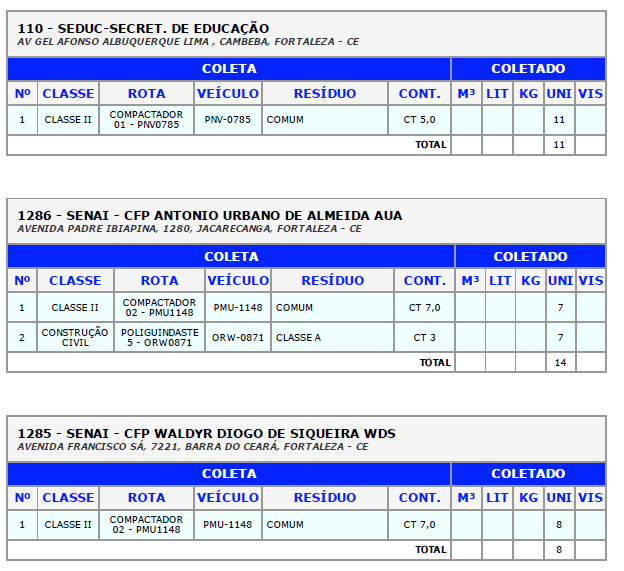 110 - SEDUC-SECRET. DE EDUCAÇÃO
AV GEL AFONSO ALBUQUERQUE LIMA , CAMBEBA, FORTALEZA - CE
COLETA COLETADO
Nº CLASSE ROTA VEÍCULO RESÍDUO CONT. M³ LIT KG UNI VIS
1 CLASSE II COMPACTADOR 01 - PNV0785 PNV-0785 COMUM CT 5,0 11
TOTAL 11
1286 - SENAI - CFP ANTONIO URBANO DE ALMEIDA AUA
AVENIDA PADRE IBIAPINA, 1280, JACARECANGA, FORTALEZA - CE
COLETA COLETADO
Nº CLASSE ROTA VEÍCULO RESÍDUO CONT. M³ LIT KG UNI VIS
1 CLASSE II COMPACTADOR 02 - PMU1148 PMU-1148 COMUM CT 7,0 7
2 CONSTRUÇÃO CIVIL POLIGUINDASTE 5 - ORW0871 ORW-0871 CLASSE A CT 3 7
TOTAL 14
1285 - SENAI - CFP WALDYR DIOGO DE SIQUEIRA WDS
AVENIDA FRANCISCO SÁ, 7221, BARRA DO CEARÁ, FORTALEZA - CE
COLETA COLETADO
Nº CLASSE ROTA VEÍCULO RESÍDUO CONT. M³ LIT KG UNI VIS
1 CLASSE II COMPACTADOR 02 - PMU1148 PMU-1148 COMUM CT 7,0 8
TOTAL 8